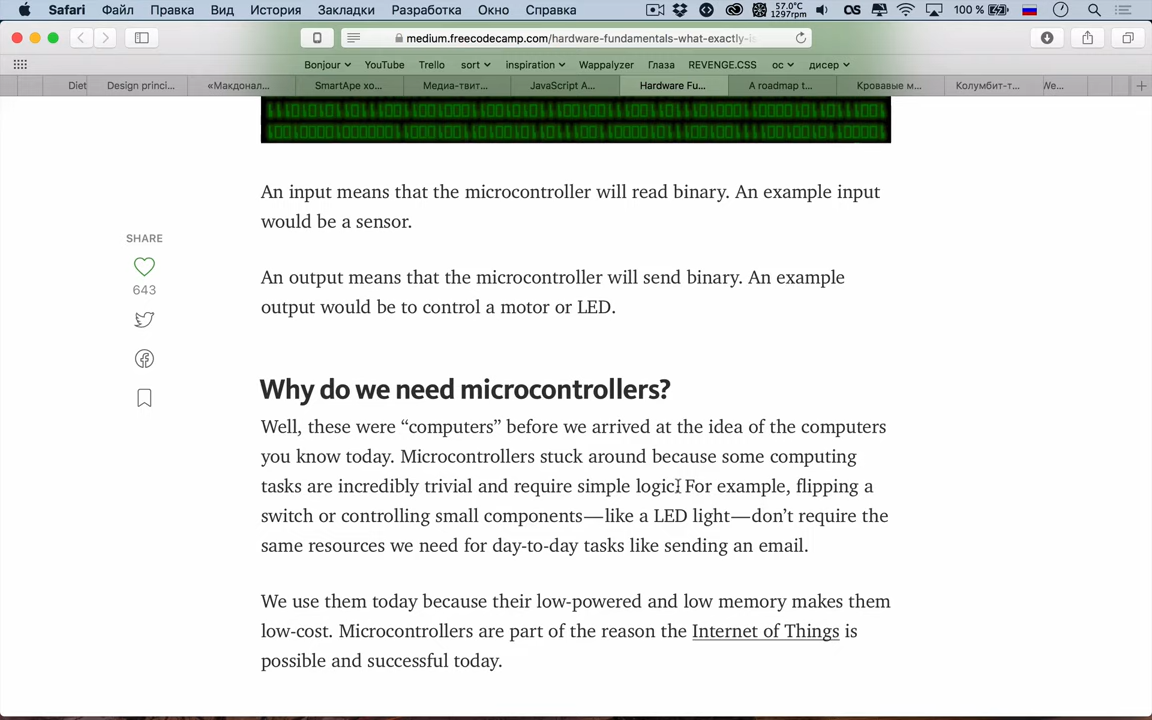 Safari Файл Правка Вид История Закладки Разработка Окно Справка 57.0°C 1297rpm 100 %
medium.freecodecamp.com/hardware-fundamentals-what-exactly-i
Bonjour YouTube Trello sort inspiration Wappalyzer Глаза REVENGE.CSS ос дисер
Diet Design princi... «Макдонал... SmartApe хо... Медиа-твит... JavaScript A... Hardware Fu... A roadmap t... Кровавые м... Колумбит-т... We...
An input means that the microcontroller will read binary. An example input
would be a sensor.
SHARE
643
An output means that the microcontroller will send binary. An example
output would be to control a motor or LED.
Why do we need microcontrollers?
Well, these were “computers” before we arrived at the idea of the computers
you know today. Microcontrollers stuck around because some computing
tasks are incredibly trivial and require simple logic. For example, flipping a
switch or controlling small components—like a LED light—don’t require the
same resources we need for day-to-day tasks like sending an email.
We use them today because their low-powered and low memory makes them
low-cost. Microcontrollers are part of the reason the Internet of Things is
possible and successful today.